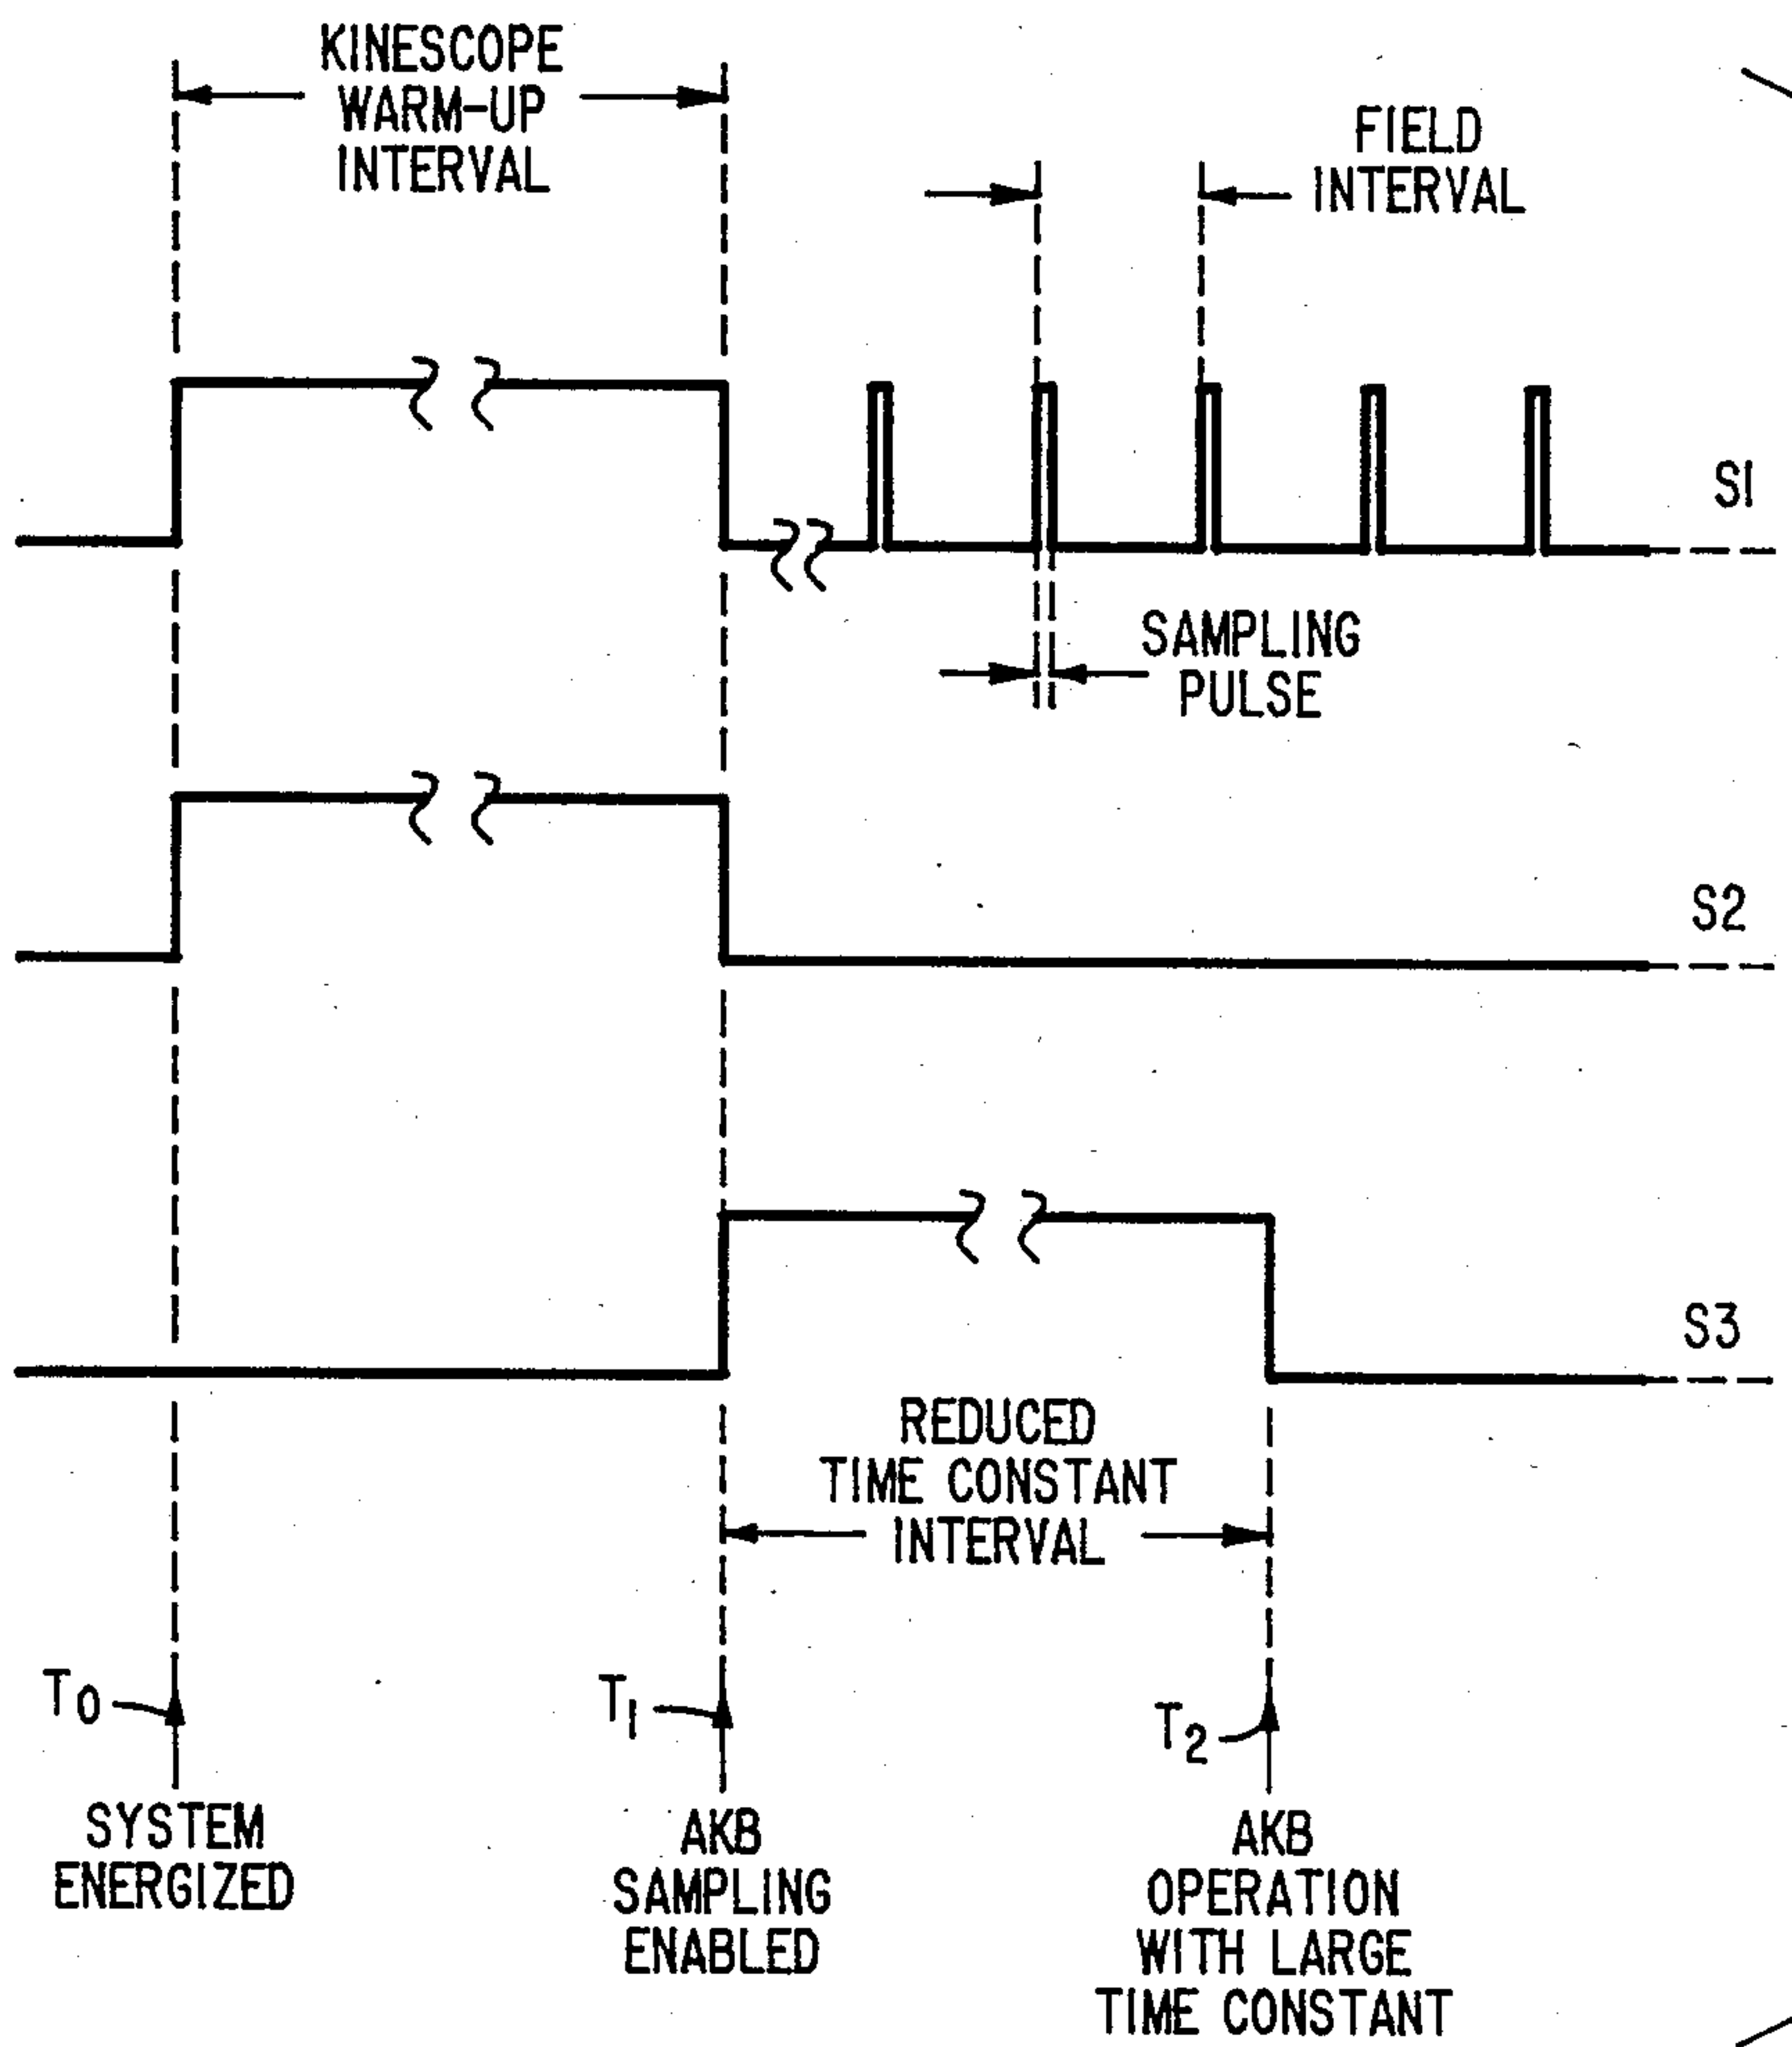 KINESCOPE
WARM-UP
INTERVAL
FIELD
INTERVAL
S1
SAMPLING
PULSE
S2
S3
REDUCED
TIME CONSTANT
INTERVAL
T0
T1
T2
SYSTEM
ENERGIZED
AKB
SAMPLING
ENABLED
AKB
OPERATION
WITH LARGE
TIME CONSTANT